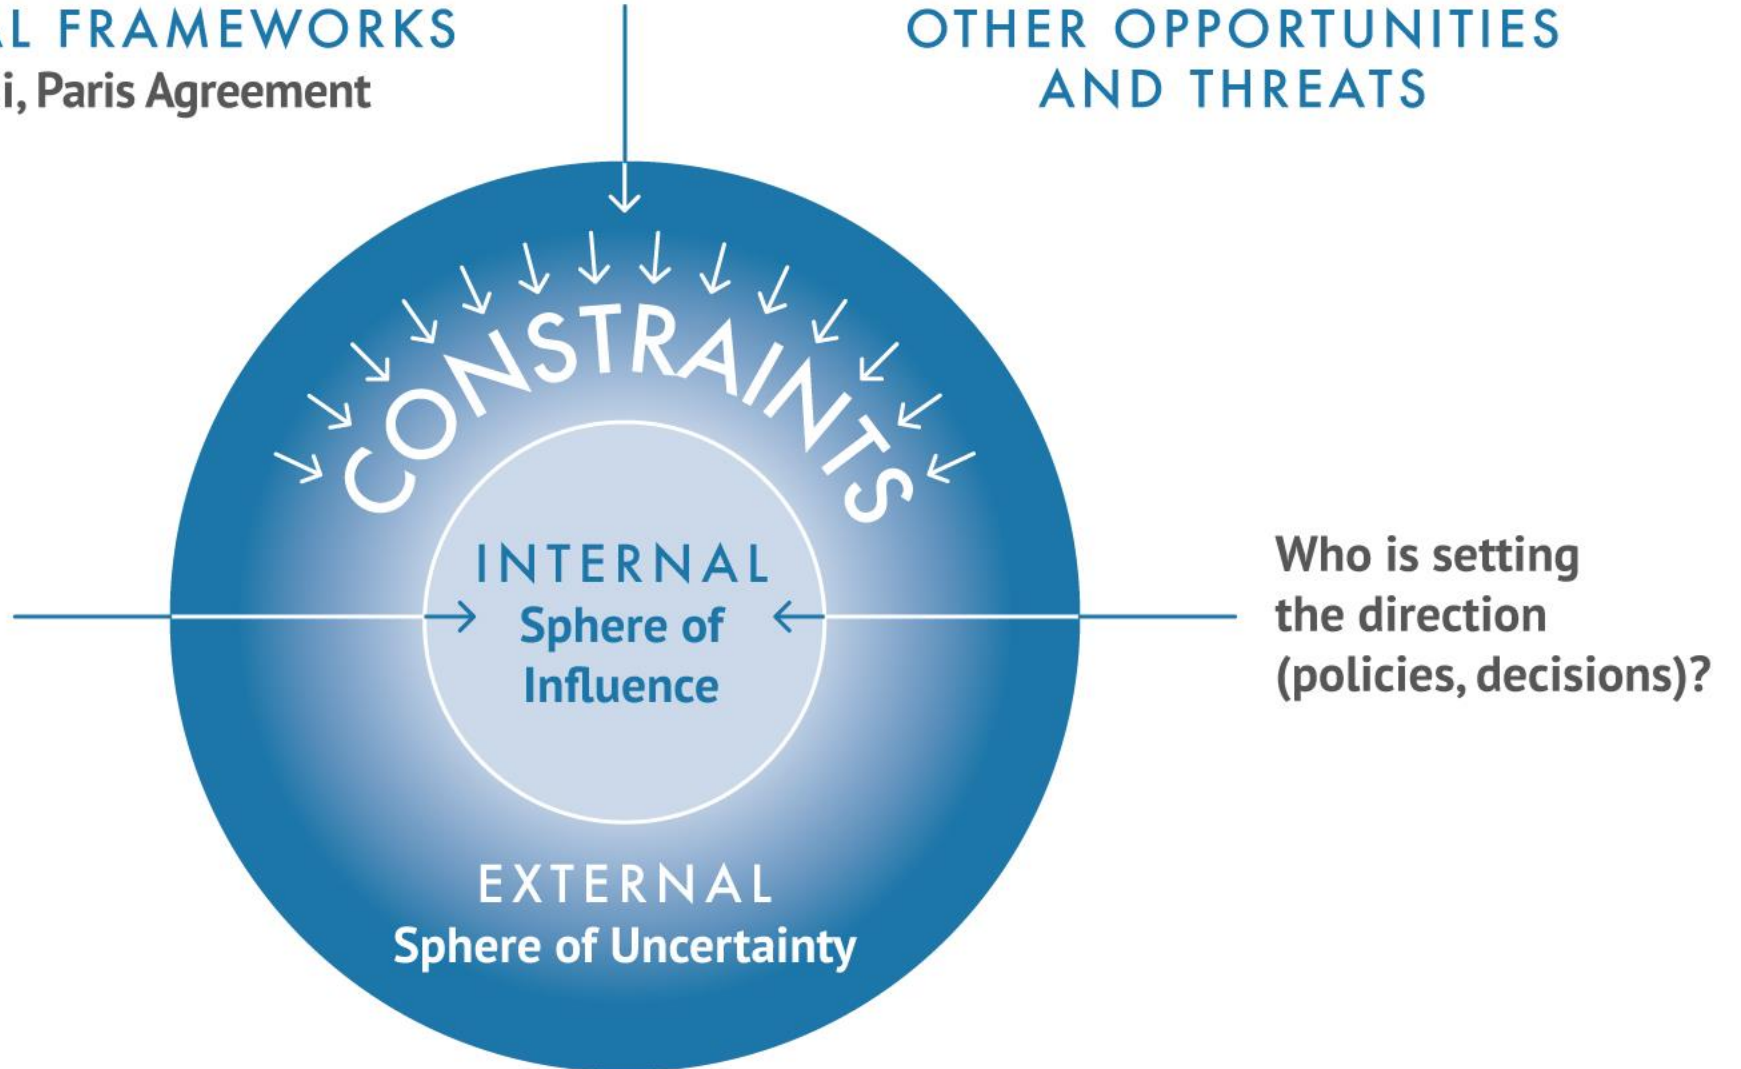 FRAMEWORKS
Paris Agreement
OTHER OPPORTUNITIES
AND THREATS
CONSTRAINTS
INTERNAL
Sphere of
Influence
Who is setting
the direction
(policies, decisions)?
EXTERNAL
Sphere of Uncertainty